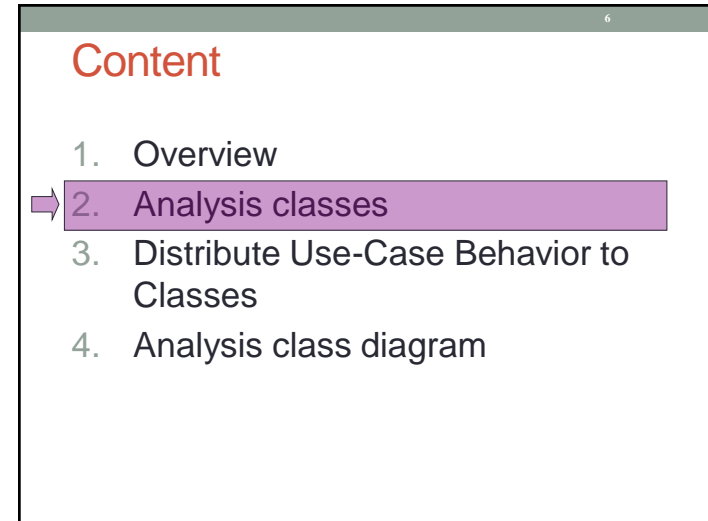 6
Content
1. Overview
2. Analysis classes
3. Distribute Use-Case Behavior to
Classes
4. Analysis class diagram